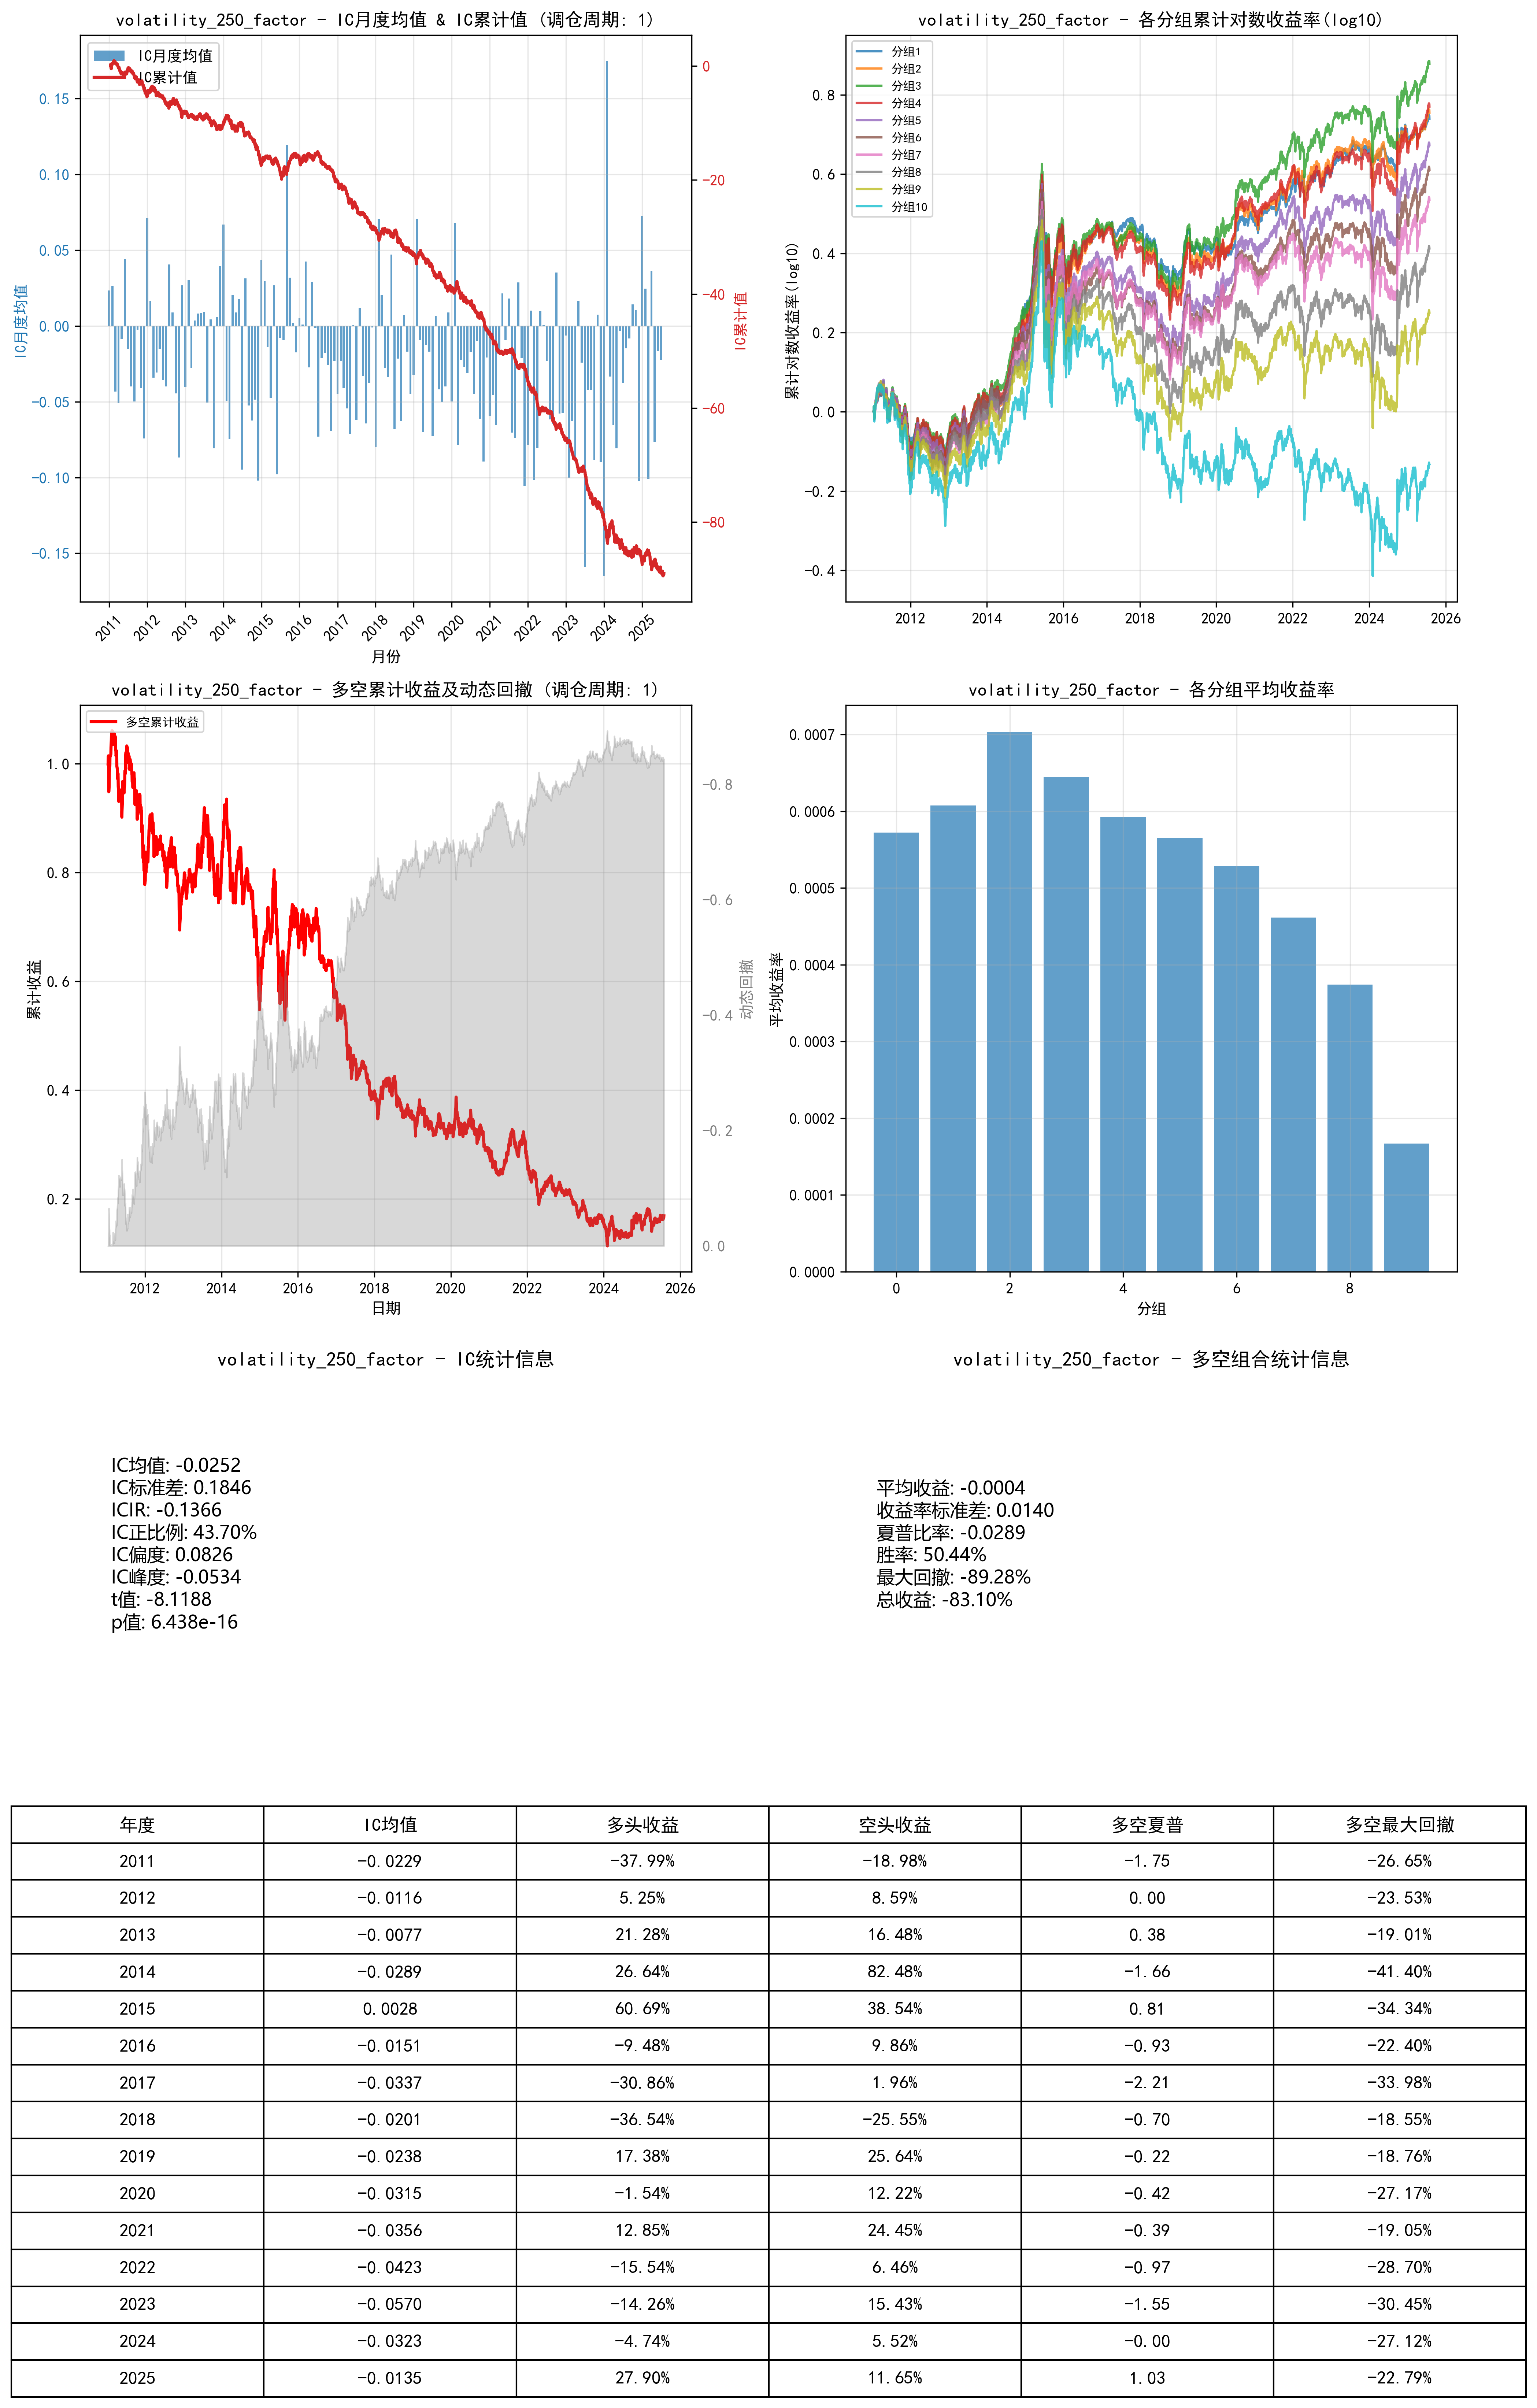 volatility_250_factor - IC月度均值 & IC累计值 (调仓周期: 1)
IC月度均值
IC累计值
0.15
0.10
0.05
0.00
−0.05
−0.10
−0.15
IC月度均值
0
−20
−40
−60
−80
IC累计值
2011
2012
2013
2014
2015
2016
2017
2018
2019
2020
2021
2022
2023
2024
2025
月份
volatility_250_factor - 各分组累计对数收益率(log10)
分组1
分组2
分组3
分组4
分组5
分组6
分组7
分组8
分组9
分组10
0.8
0.6
0.4
0.2
0.0
−0.2
−0.4
累计对数收益率(log10)
2012
2014
2016
2018
2020
2022
2024
2026
volatility_250_factor - 多空累计收益及动态回撤 (调仓周期: 1)
多空累计收益
1.0
0.8
0.6
0.4
0.2
累计收益
−0.8
−0.6
−0.4
−0.2
0.0
动态回撤
2012
2014
2016
2018
2020
2022
2024
2026
日期
volatility_250_factor - 各分组平均收益率
0.0007
0.0006
0.0005
0.0004
0.0003
0.0002
0.0001
0.0000
平均收益率
0
2
4
6
8
分组
volatility_250_factor - IC统计信息
IC均值: -0.0252
IC标准差: 0.1846
ICIR: -0.1366
IC正比例: 43.70%
IC偏度: 0.0826
IC峰度: -0.0534
t值: -8.1188
p值: 6.438e-16
volatility_250_factor - 多空组合统计信息
平均收益: -0.0004
收益率标准差: 0.0140
夏普比率: -0.0289
胜率: 50.44%
最大回撤: -89.28%
总收益: -83.10%
年度 IC均值 多头收益 空头收益 多空夏普 多空最大回撤
2011 -0.0229 -37.99% -18.98% -1.75 -26.65%
2012 -0.0116 5.25% 8.59% 0.00 -23.53%
2013 -0.0077 21.28% 16.48% 0.38 -19.01%
2014 -0.0289 26.64% 82.48% -1.66 -41.40%
2015 0.0028 60.69% 38.54% 0.81 -34.34%
2016 -0.0151 -9.48% 9.86% -0.93 -22.40%
2017 -0.0337 -30.86% 1.96% -2.21 -33.98%
2018 -0.0201 -36.54% -25.55% -0.70 -18.55%
2019 -0.0238 17.38% 25.64% -0.22 -18.76%
2020 -0.0315 -1.54% 12.22% -0.42 -27.17%
2021 -0.0356 12.85% 24.45% -0.39 -19.05%
2022 -0.0423 -15.54% 6.46% -0.97 -28.70%
2023 -0.0570 -14.26% 15.43% -1.55 -30.45%
2024 -0.0323 -4.74% 5.52% -0.00 -27.12%
2025 -0.0135 27.90% 11.65% 1.03 -22.79%